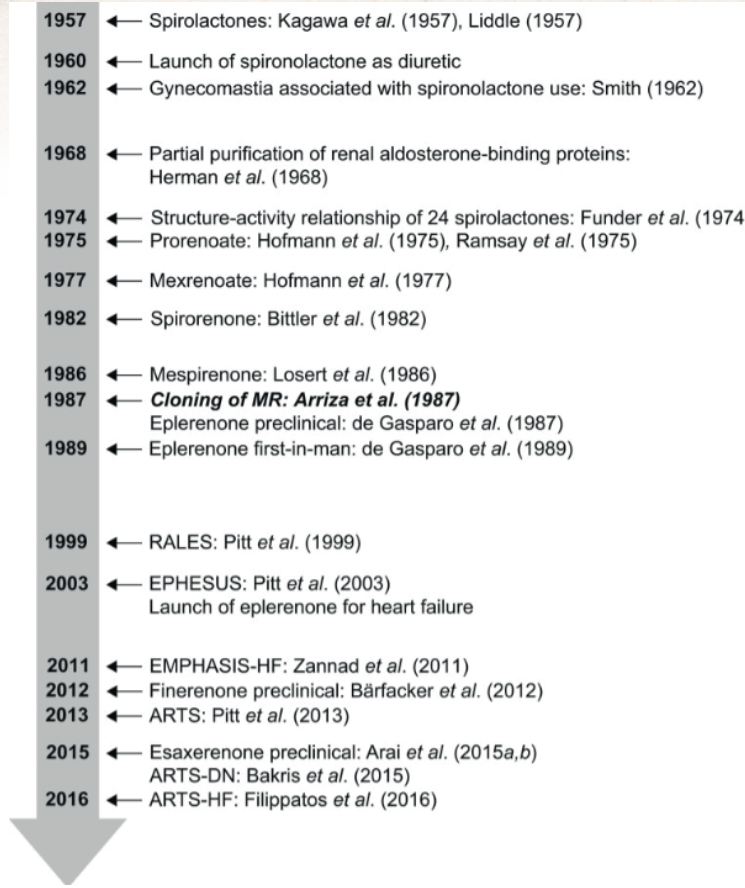 1957 Spirolactones: Kagawa et al. (1957), Liddle (1957)
1960 Launch of spironolactone as diuretic
1962 Gynecomastia associated with spironolactone use: Smith (1962)
1968 Partial purification of renal aldosterone-binding proteins:
Herman et al. (1968)
1974 Structure-activity relationship of 24 spirolactones: Funder et al. (1974
1975 Prorenoate: Hofmann et al. (1975), Ramsay et al. (1975)
1977 Mexrenoate: Hofmann et al. (1977)
1982 Spirorenone: Bittler et al. (1982)
1986 Mespirenone: Losert et al. (1986)
1987 Cloning of MR: Arriza et al. (1987)
Eplerenone preclinical: de Gasparo et al. (1987)
1989 Eplerenone first-in-man: de Gasparo et al. (1989)
1999 RALES: Pitt et al. (1999)
2003 EPHESUS: Pitt et al. (2003)
Launch of eplerenone for heart failure
2011 EMPHASIS-HF: Zannad et al. (2011)
2012 Finerenone preclinical: Bärfacker et al. (2012)
2013 ARTS: Pitt et al. (2013)
2015 Esaxerenone preclinical: Arai et al. (2015a,b)
ARTS-DN: Bakris et al. (2015)
2016 ARTS-HF: Filippatos et al. (2016)